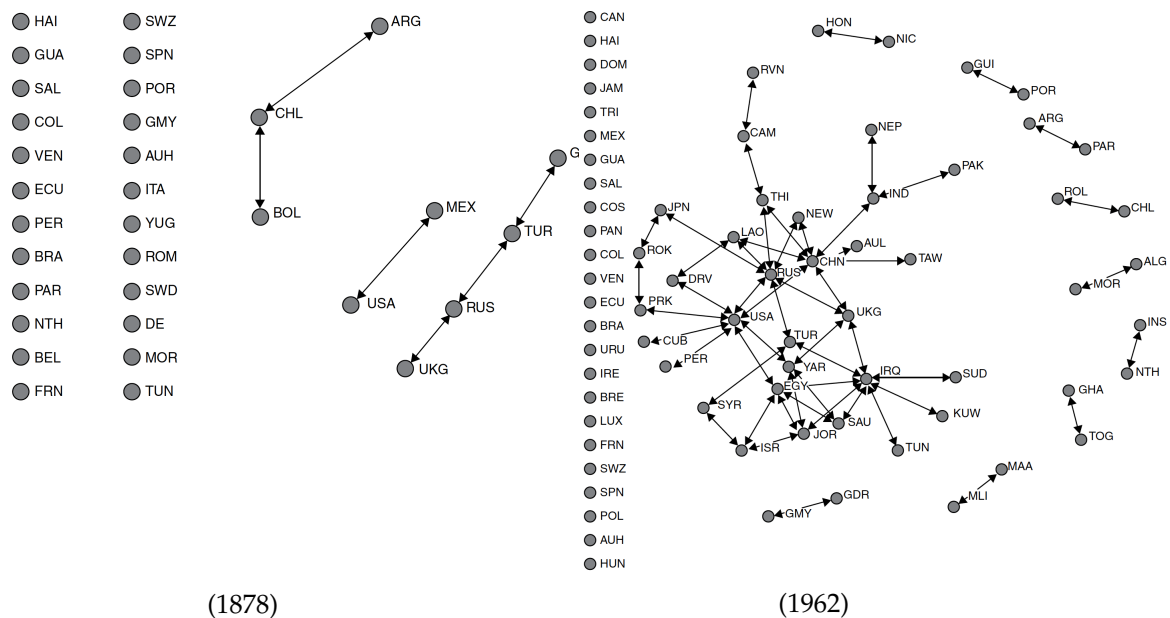 HAI
GUA
SAL
COL
VEN
ECU
PER
BRA
PAR
NTH
BEL
FRN
SWZ
SPN
POR
GMY
AUH
ITA
YUG
ROM
SWD
DE
MOR
TUN
ARG
CHL
BOL
G
MEX
TUR
USA
RUS
UKG
(1878)
CAN
HAI
DOM
JAM
TRI
MEX
GUA
SAL
COS
PAN
COL
VEN
ECU
BRA
URU
IRE
BRE
LUX
FRN
SWZ
SPN
POL
AUH
HUN
HON
NIC
RVN
GUI
POR
CAM
NEP
ARG
PAR
PAK
THI
IND
JPN
NEW
ROL
CHL
LAO
ROK
AUL
CHN
TAW
RUS
DRV
ALG
MOR
PRK
USA
UKG
CUB
TUR
INS
PER
YAR
IRQ
SUD
NTH
EGY
GHA
SYR
KUW
SAU
JOR
ISR
TUN
TOG
MAA
MLI
GDR
GMY
(1962)